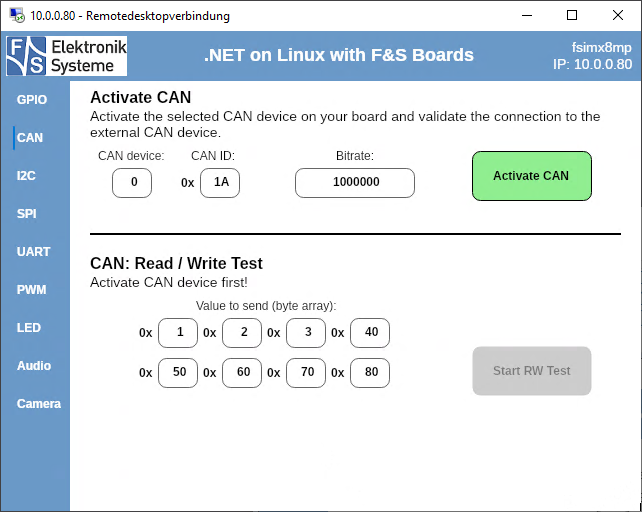 10.0.0.80 - Remotedesktopverbindung
F&S Elektronik Systeme
.NET on Linux with F&S Boards
fsimx8mp
IP: 10.0.0.80
GPIO
CAN
I2C
SPI
UART
PWM
LED
Audio
Camera
Activate CAN
Activate the selected CAN device on your board and validate the connection to the
external CAN device.
CAN device: CAN ID: Bitrate:
0 0x 1A 1000000 Activate CAN
CAN: Read / Write Test
Activate CAN device first!
Value to send (byte array):
0x 1 0x 2 0x 3 0x 40
0x 50 0x 60 0x 70 0x 80 Start RW Test